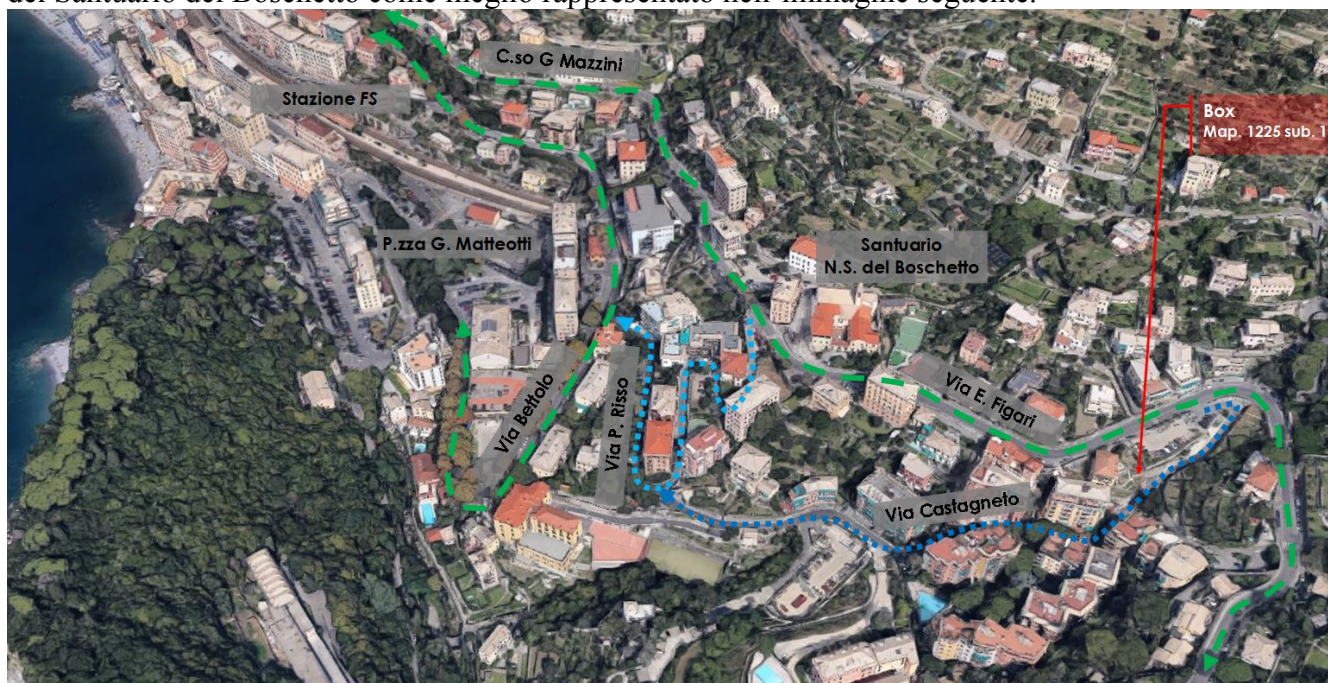 del Santuario del Boschetto come meglio rappresentato nell'immagine seguente:
C.so G Mazzini
Stazione FS
Box
Map. 1225 sub. 1
P.zza G. Matteotti
Santuario
N.S. del Boschetto
Via E. Figari
Via Bettolo
Via P. Risso
Via Castagneto